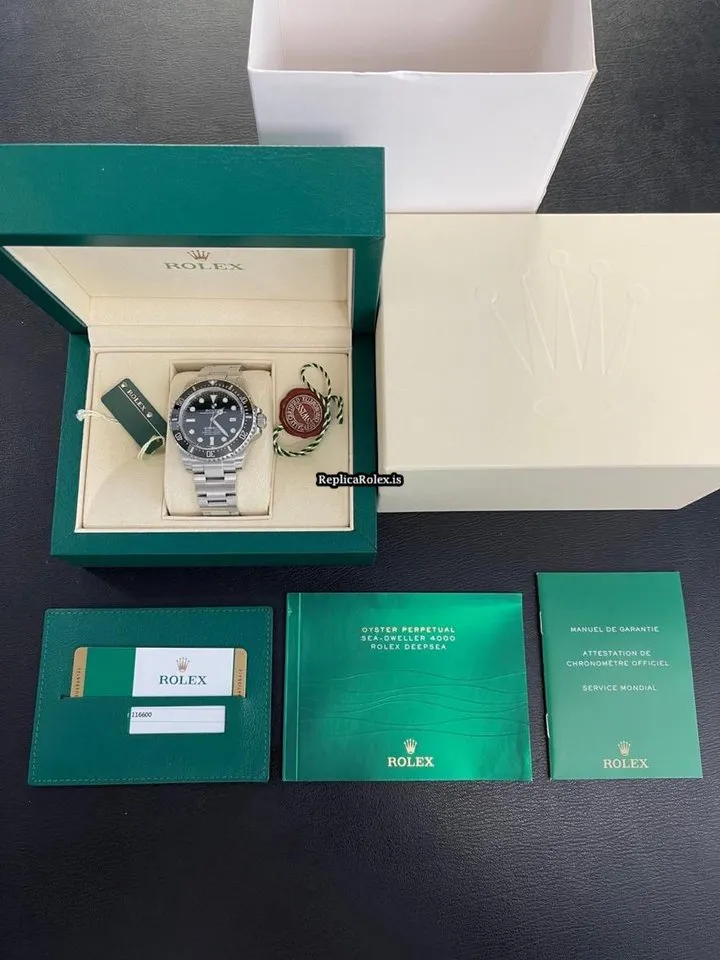 ROLEX
ROLEX
ReplicaRolex.is
OYSTER PERPETUAL
SEA-DWELLER 4000
ROLEX DEEPSEA
ROLEX
MANUEL DE GARANTIE
ATTESTATION DE
CHRONOMÈTRE OFFICIEL
SERVICE MONDIAL
ROLEX
ROLEX
116600